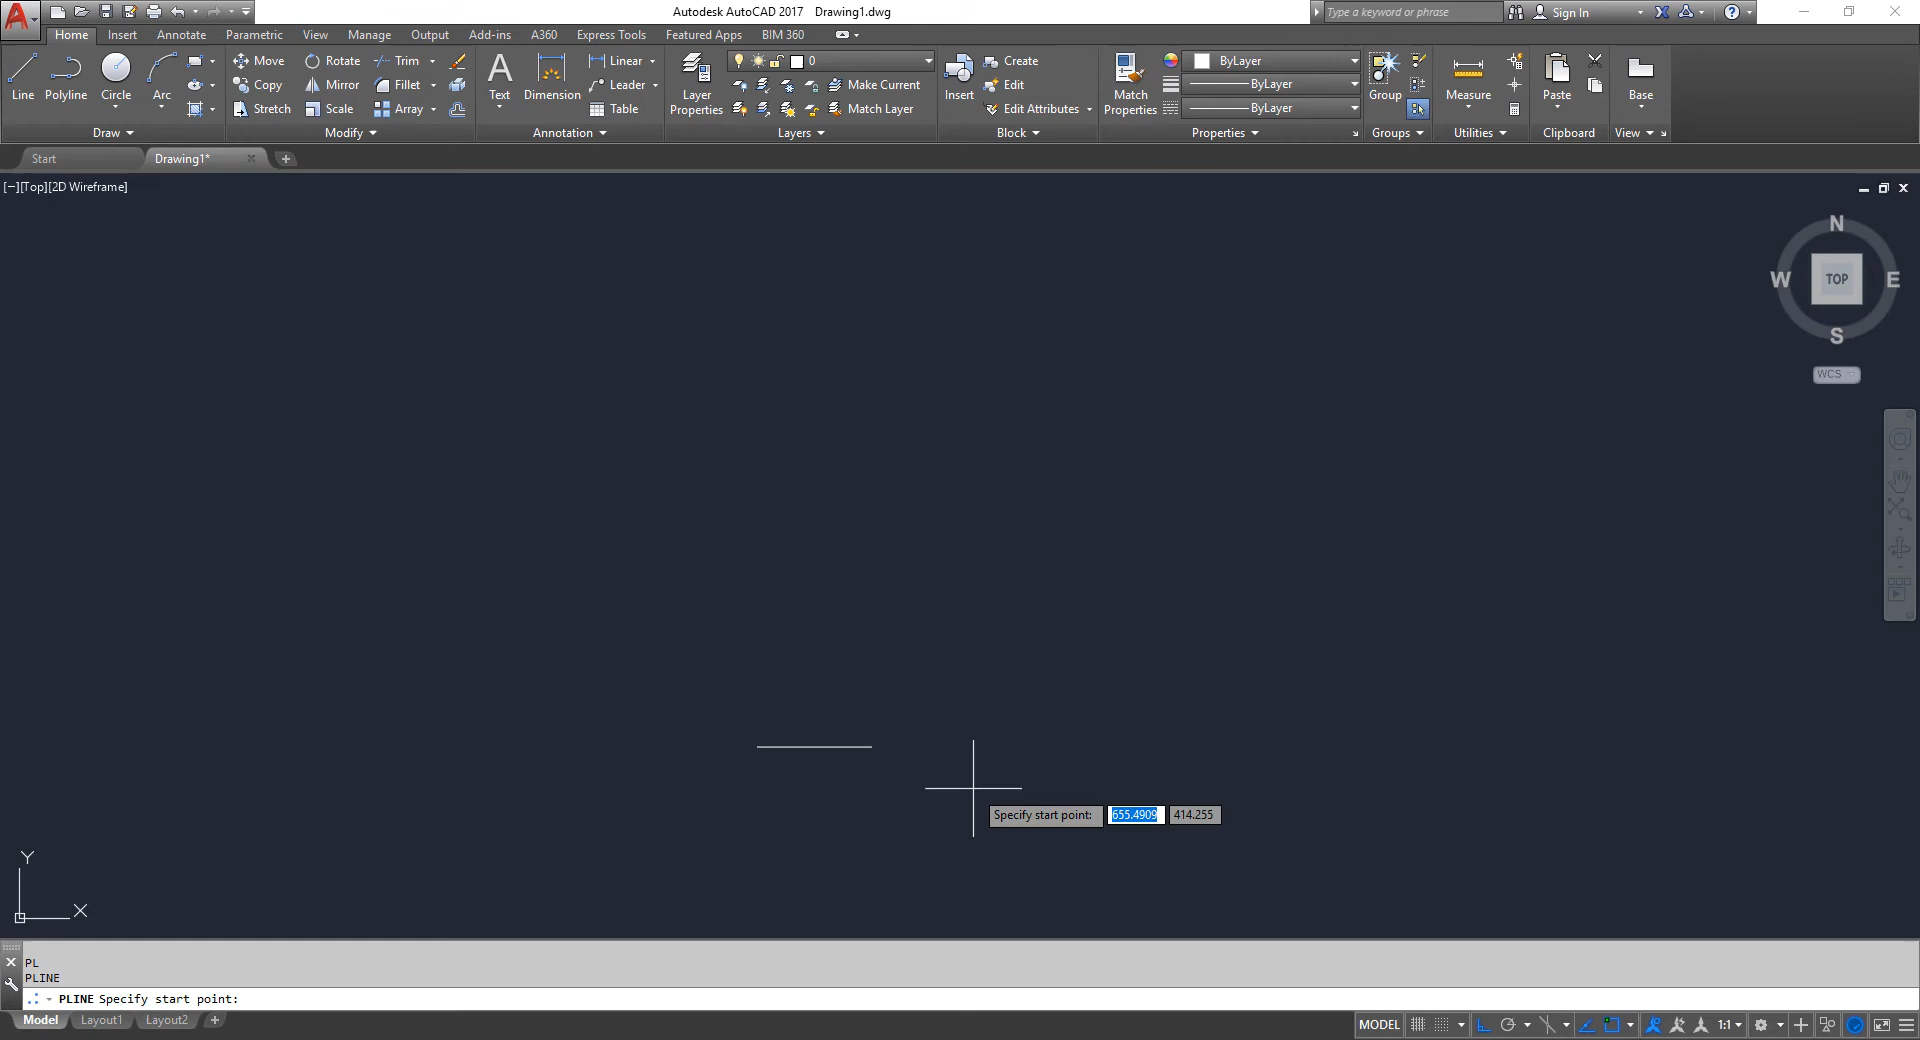 Autodesk AutoCAD 2017 Drawing1.dwg
Type a keyword or phrase
Sign In
Home Insert Annotate Parametric View Manage Output Add-ins A360 Express Tools Featured Apps BIM 360
Line
Polyline
Circle
Arc
Draw
Move Rotate Trim
Copy Mirror Fillet
Stretch Scale Array
Modify
Text
Dimension
Linear
Leader
Table
Annotation
Layer
Properties
0
Make Current
Match Layer
Layers
Insert
Create
Edit
Edit Attributes
Block
Match
Properties
ByLayer
ByLayer
ByLayer
Properties
Group
Groups
Measure
Utilities
Paste
Clipboard
Base
View
Start Drawing1*
[−][Top][2D Wireframe]
N
W TOP E
S
WCS
Specify start point: 655.4909 414.255
Y
X
PL
PLINE
PLINE Specify start point:
Model Layout1 Layout2
MODEL 1:1